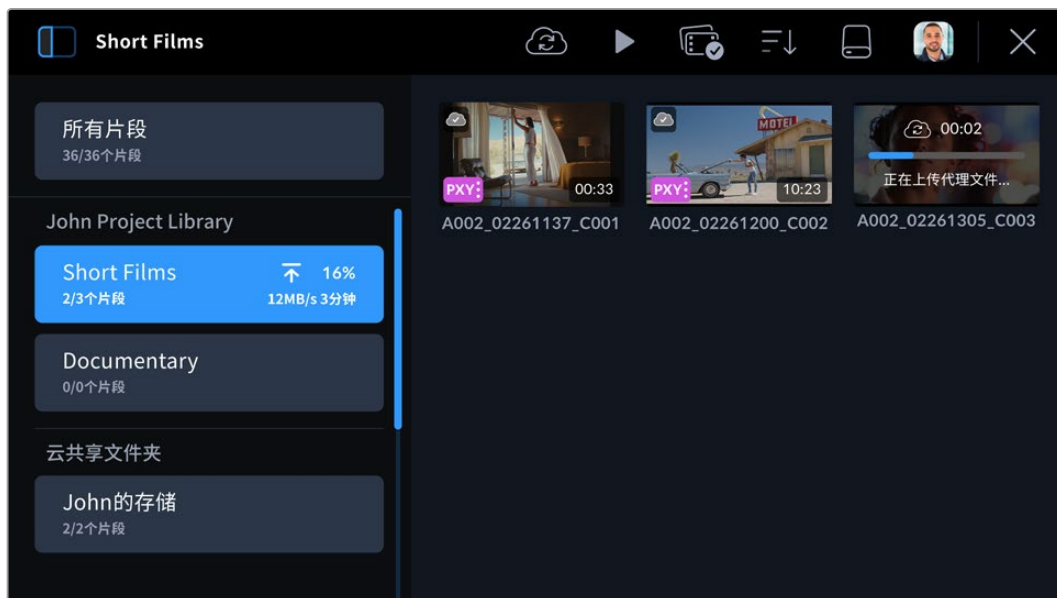 Short Films
所有片段
36/36个片段
John Project Library
Short Films 16%
2/3个片段 12MB/s 3分钟
Documentary
0/0个片段
云共享文件夹
John的存储
2/2个片段
MOTEL
00:02
正在上传代理文件...
PXY 00:33
PXY 10:23
A002_02261137_C001
A002_02261200_C002
A002_02261305_C003